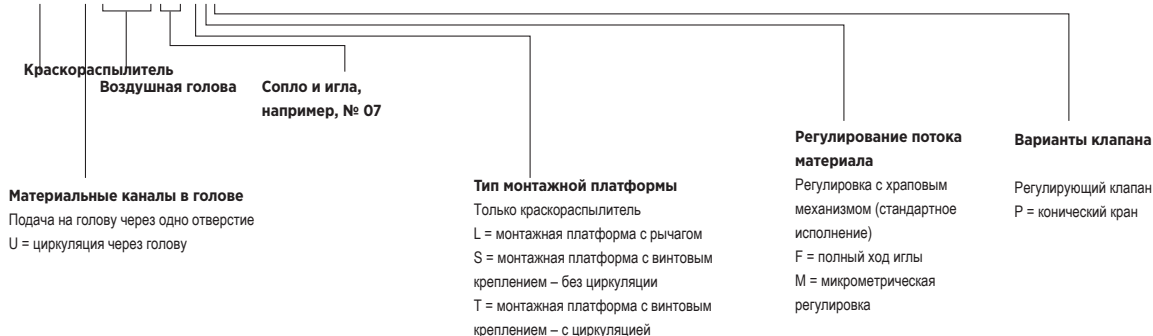 Краскораспылитель
Воздушная голова
Сопло и игла,
например, № 07
Материальные каналы в голове
Подача на голову через одно отверстие
U = циркуляция через голову
Тип монтажной платформы
Только краскораспылитель
L = монтажная платформа с рычагом
S = монтажная платформа с винтовым
креплением – без циркуляции
T = монтажная платформа с винтовым
креплением – с циркуляцией
Регулирование потока
материала
Регулировка с храповым
механизмом (стандартное
исполнение)
F = полный ход иглы
M = микрометрическая
регулировка
Варианты клапана
Регулирующий клапан
P = конический кран